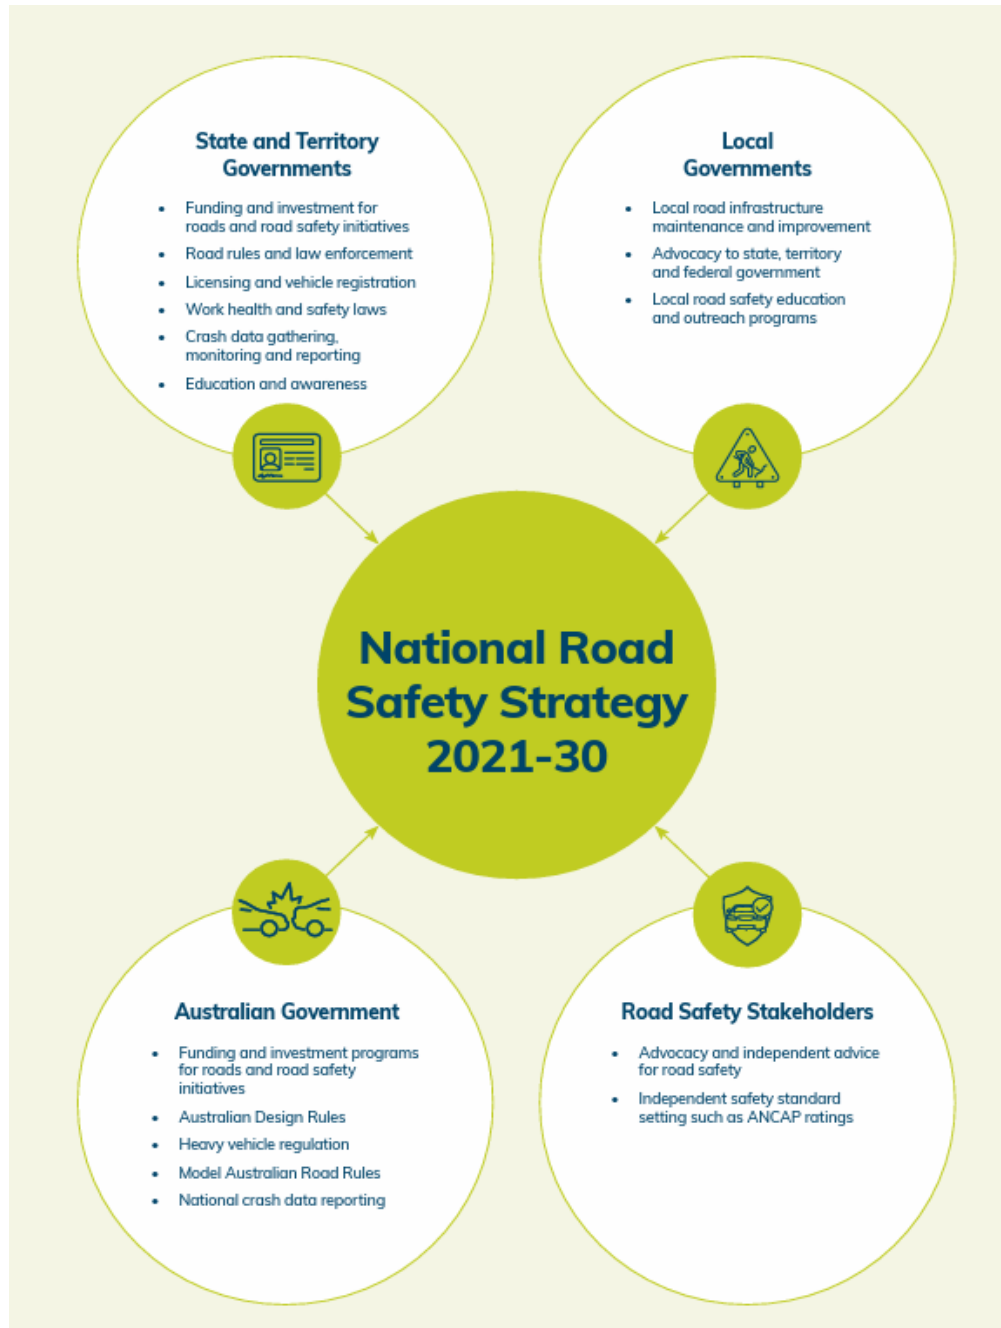 State and Territory
Governments
• Funding and investment for
roads and road safety initiatives
• Road rules and law enforcement
• Licensing and vehicle registration
• Work health and safety laws
• Crash data gathering,
monitoring and reporting
• Education and awareness
Local
Governments
• Local road infrastructure
maintenance and improvement
• Advocacy to state, territory
and federal government
• Local road safety education
and outreach programs
National Road
Safety Strategy
2021-30
Australian Government
• Funding and investment programs
for roads and road safety
initiatives
• Australian Design Rules
• Heavy vehicle regulation
• Model Australian Road Rules
• National crash data reporting
Road Safety Stakeholders
• Advocacy and independent advice
for road safety
• Independent safety standard
setting such as ANCAP ratings